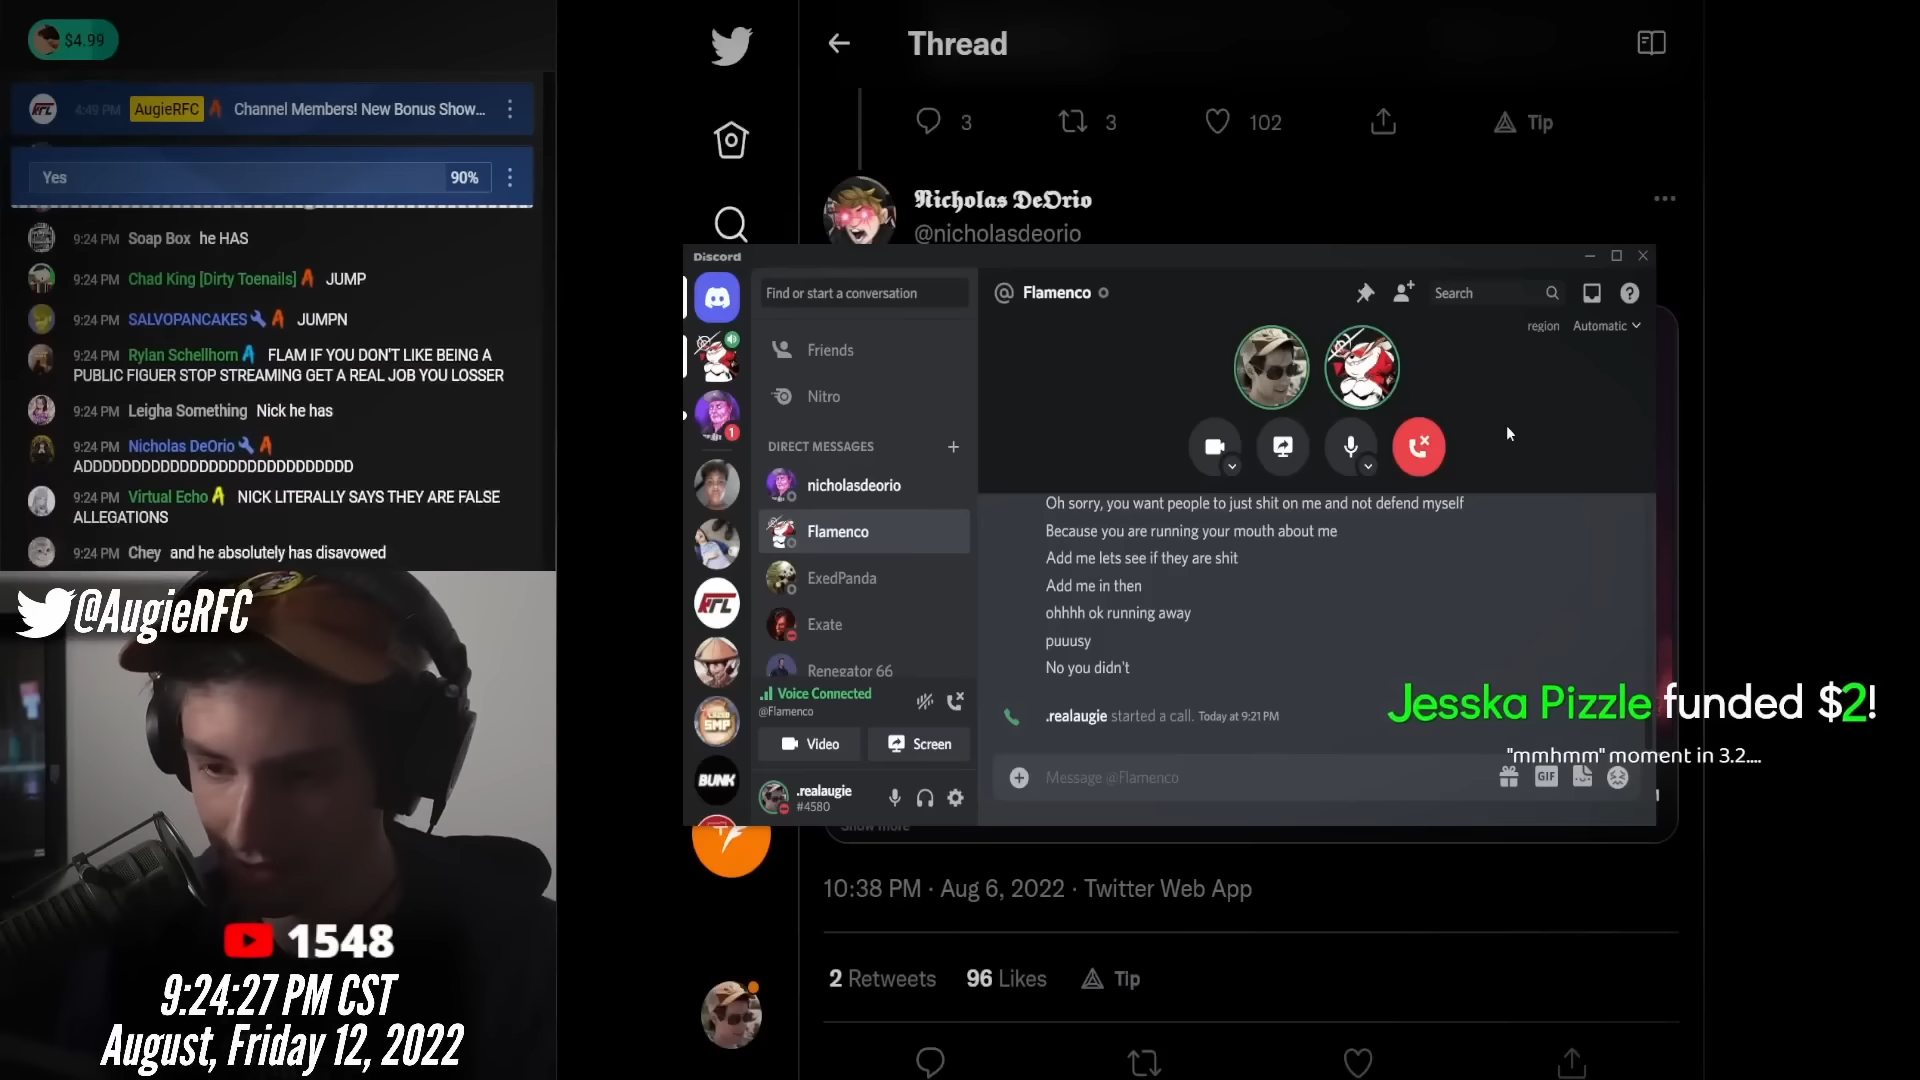 $4.99
4:49 PM AugieRFC Channel Members! New Bonus Show...
Yes 90%
9:24 PM Soap Box he HAS
9:24 PM Chad King [Dirty Toenails] JUMP
9:24 PM SALVOPANCAKES JUMPN
9:24 PM Rylan Schellhorn FLAM IF YOU DON'T LIKE BEING A
PUBLIC FIGUER STOP STREAMING GET A REAL JOB YOU LOSSER
9:24 PM Leigha Something Nick he has
9:24 PM Nicholas DeOrio
ADDDDDDDDDDDDDDDDDDDDDDDDDDD
9:24 PM Virtual Echo NICK LITERALLY SAYS THEY ARE FALSE
ALLEGATIONS
9:24 PM Chey and he absolutely has disavowed
@AugieRFC
1548
9:24:27 PM CST
August, Friday 12, 2022
Thread
3 3 102 Tip
Nicholas DeOrio
@nicholasdeorio
Discord
Find or start a conversation
Friends
Nitro
DIRECT MESSAGES
nicholasdeorio
Flamenco
ExedPanda
Exate
Renegator 66
Voice Connected
@Flamenco
Video Screen
.realaugie
#4580
1
RFC
SMP
BUNK
Flamenco
Search
region Automatic
Oh sorry, you want people to just shit on me and not defend myself
Because you are running your mouth about me
Add me lets see if they are shit
Add me in then
ohhhh ok running away
puuusy
No you didn't
.realaugie started a call. Today at 9:21 PM
Message @Flamenco
GIF
Jesska Pizzle funded $2!
"mmhmm" moment in 3.2....
Show more
10:38 PM · Aug 6, 2022 · Twitter Web App
2 Retweets 96 Likes Tip